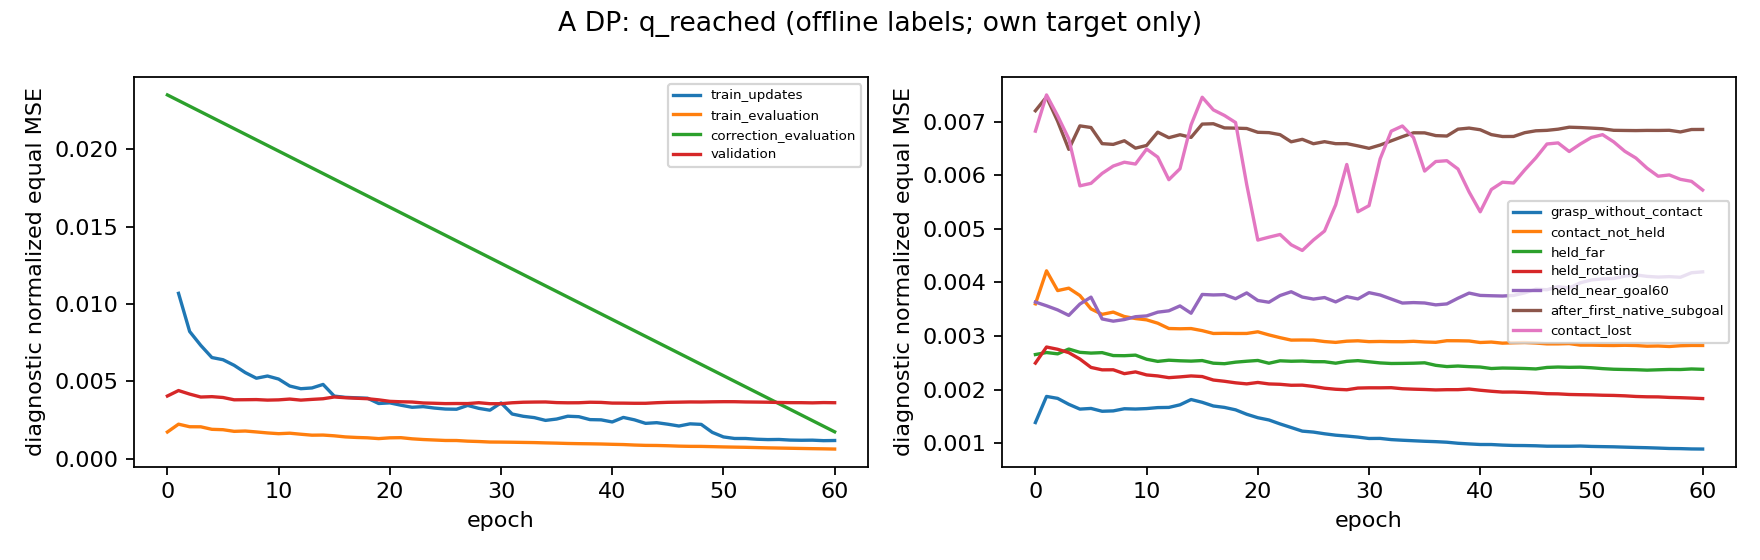 A DP: q_reached (offline labels; own target only)
diagnostic normalized equal MSE
0.020
0.015
0.010
0.005
0.000
train_updates
train_evaluation
correction_evaluation
validation
0 10 20 30 40 50 60
epoch
diagnostic normalized equal MSE
0.007
0.006
0.005
0.004
0.003
0.002
0.001
grasp_without_contact
contact_not_held
held_far
held_rotating
held_near_goal60
after_first_native_subgoal
contact_lost
0 10 20 30 40 50 60
epoch